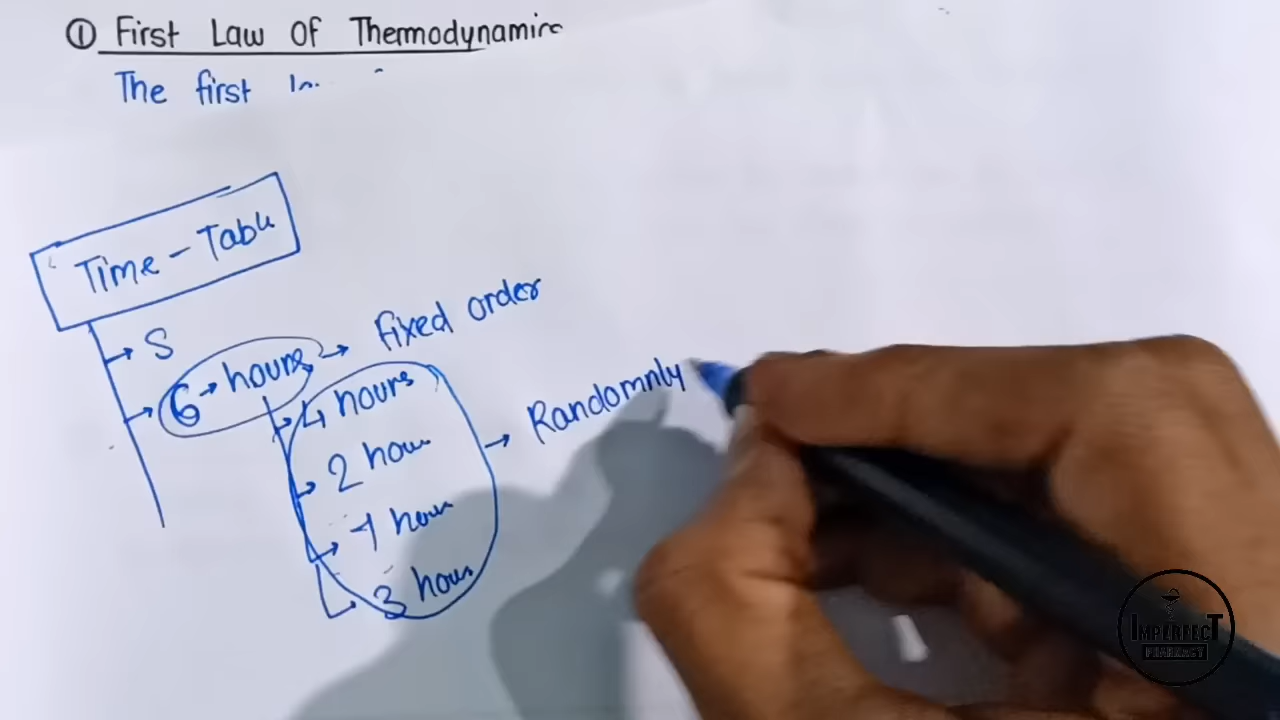 ① First Law Of Thermodynamics
The first
Time - Table
S
6 → hours → fixed order
4 hours
2 hour
1 hour
3 hour
→ Randomnly
IMPERFECT
PHARMACY